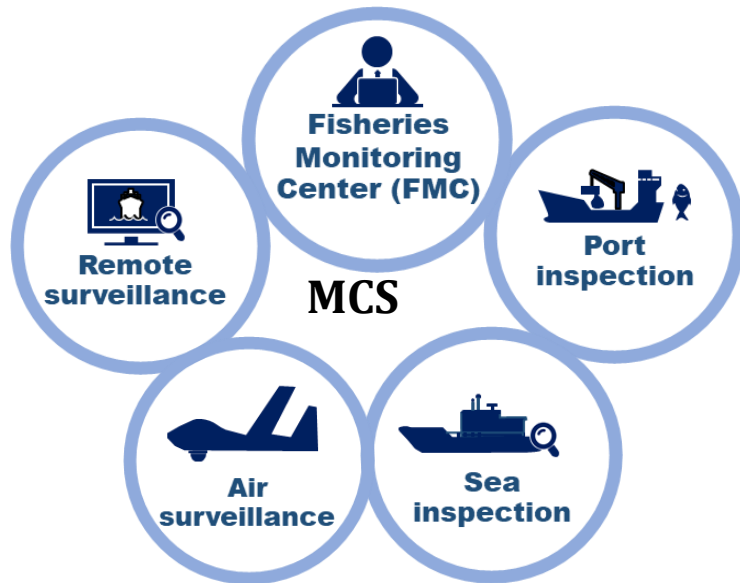 Fisheries
Monitoring
Center (FMC)
Remote
surveillance
Port
inspection
MCS
Air
surveillance
Sea
inspection